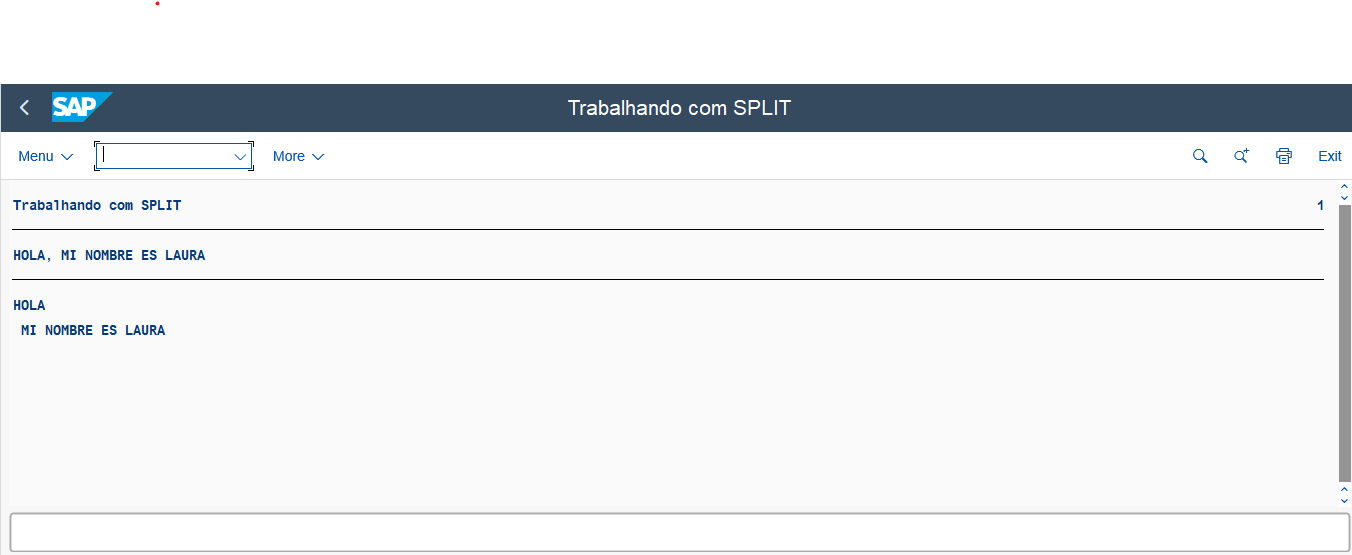 SAP Trabalhando com SPLIT
Menu More Exit
Trabalhando com SPLIT 1
HOLA, MI NOMBRE ES LAURA
HOLA
MI NOMBRE ES LAURA